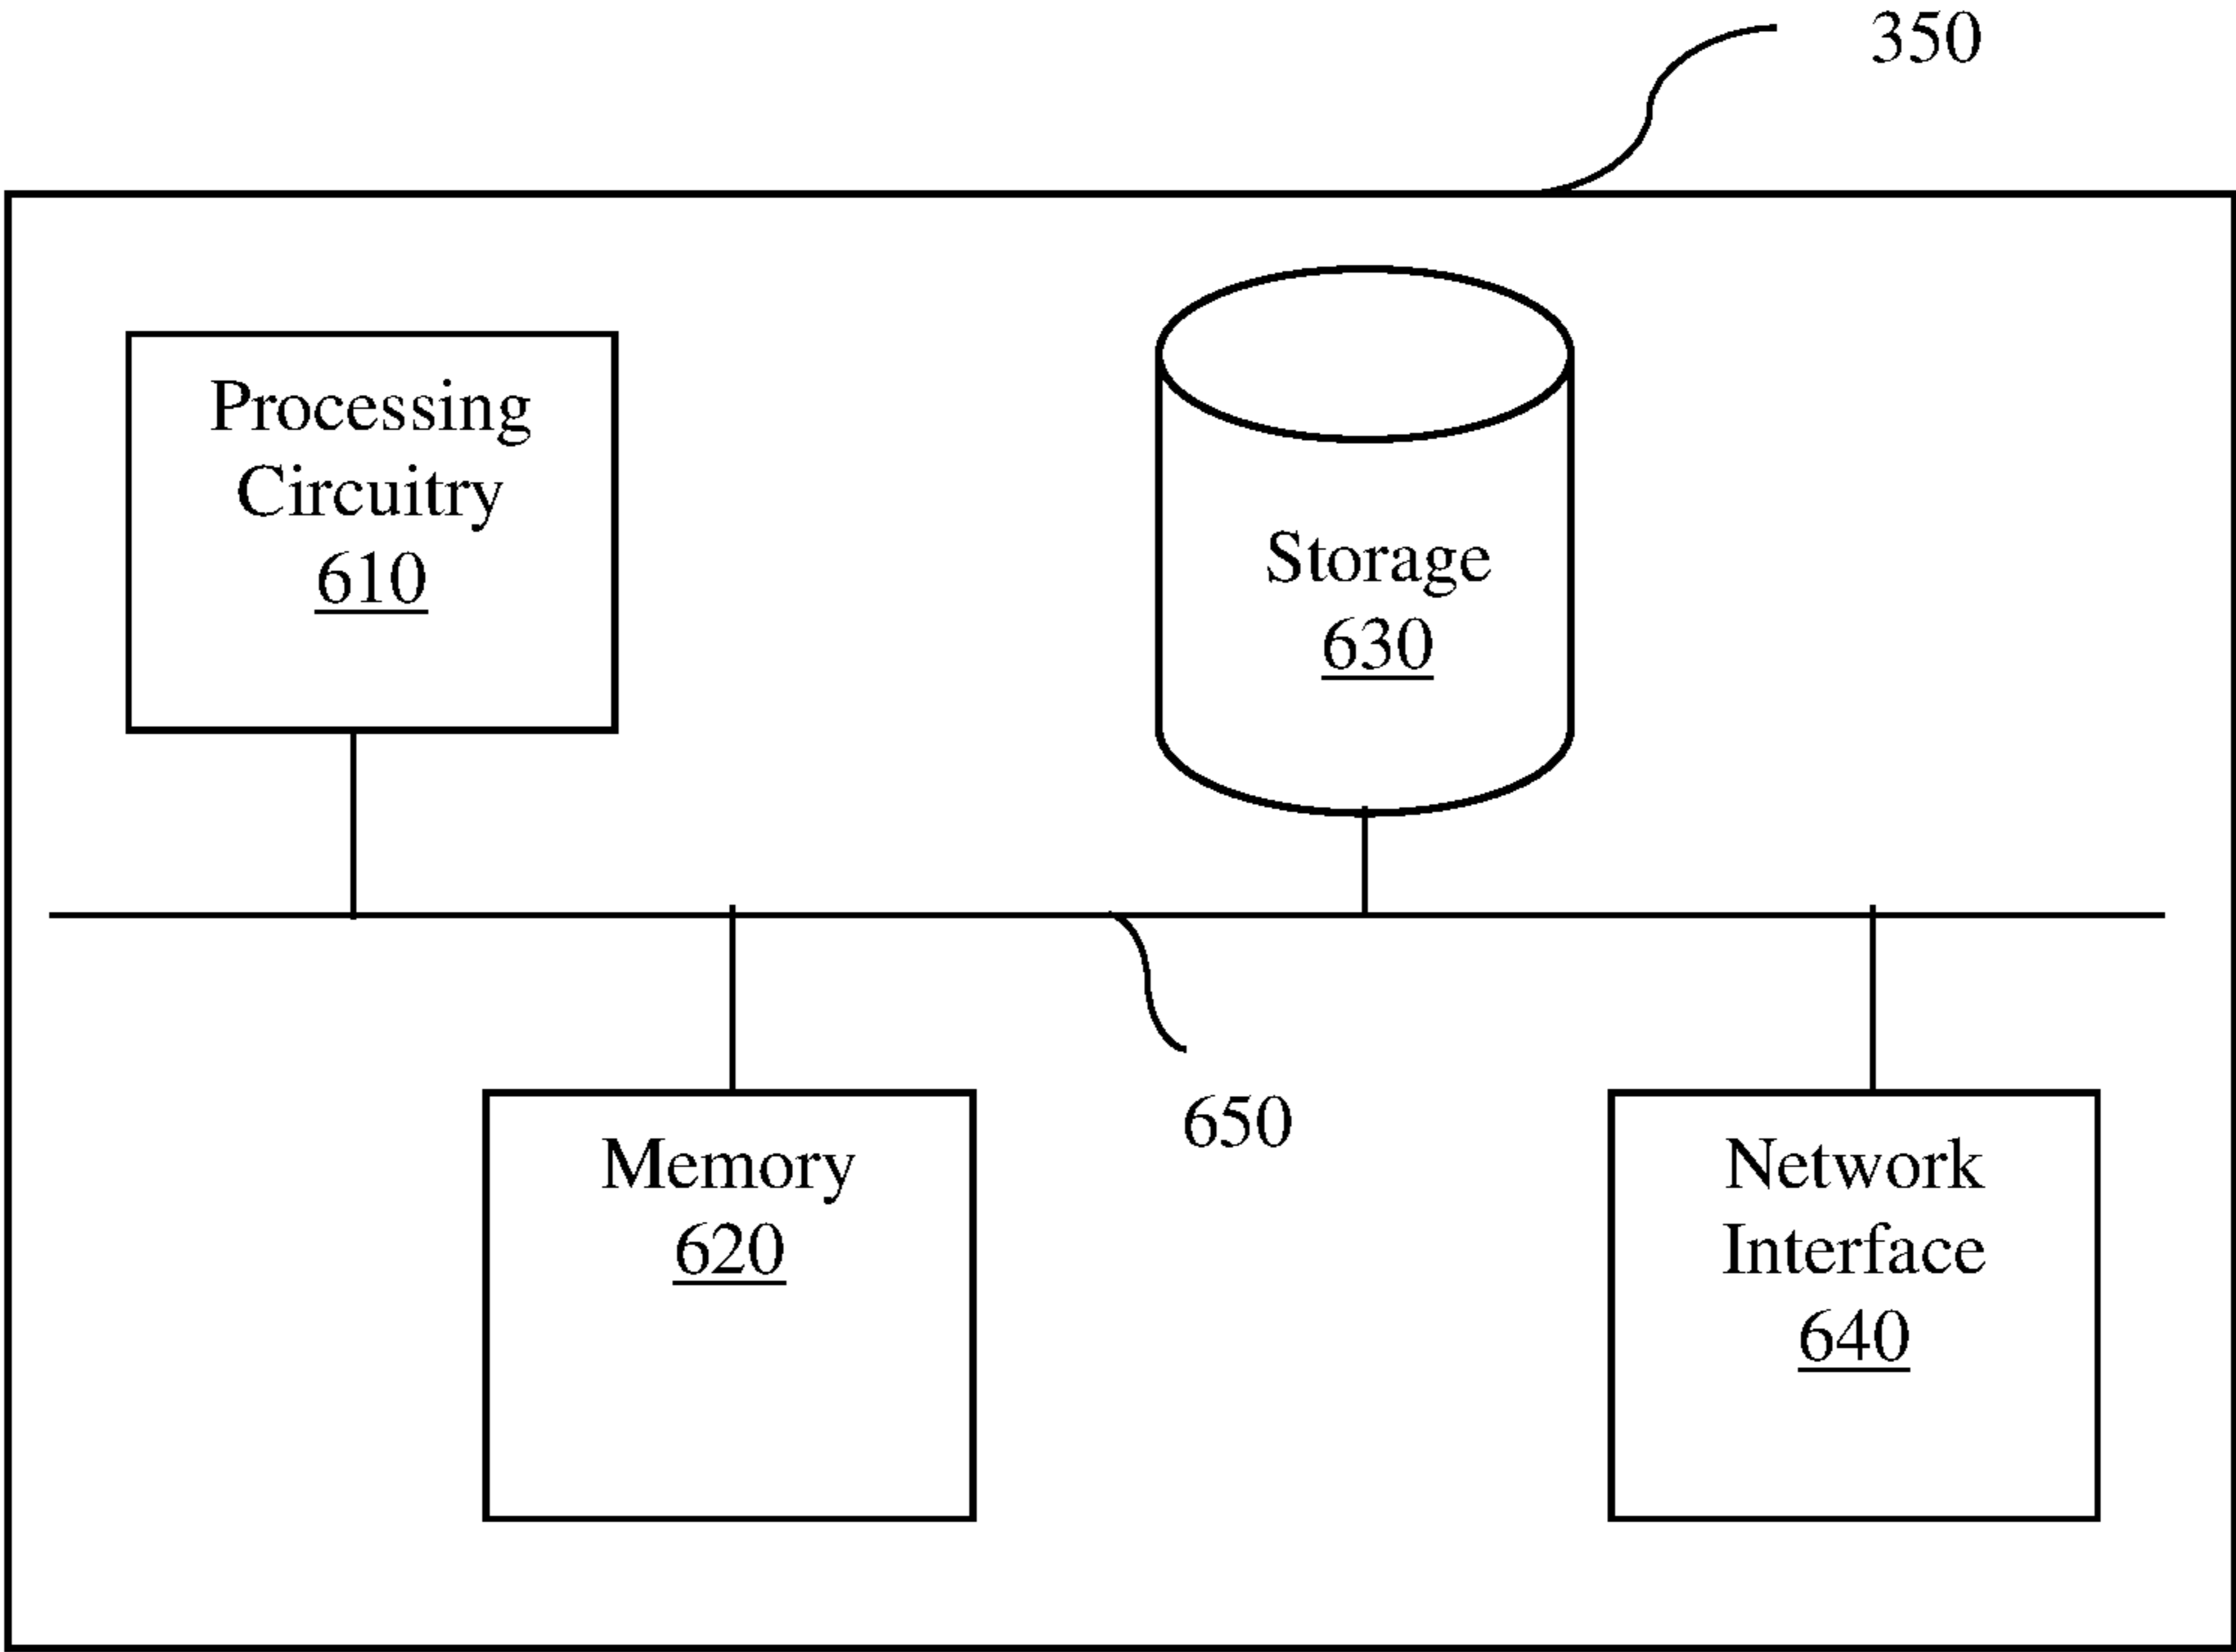 350
Processing
Circuitry
610
Storage
630
650
Memory
620
Network
Interface
640